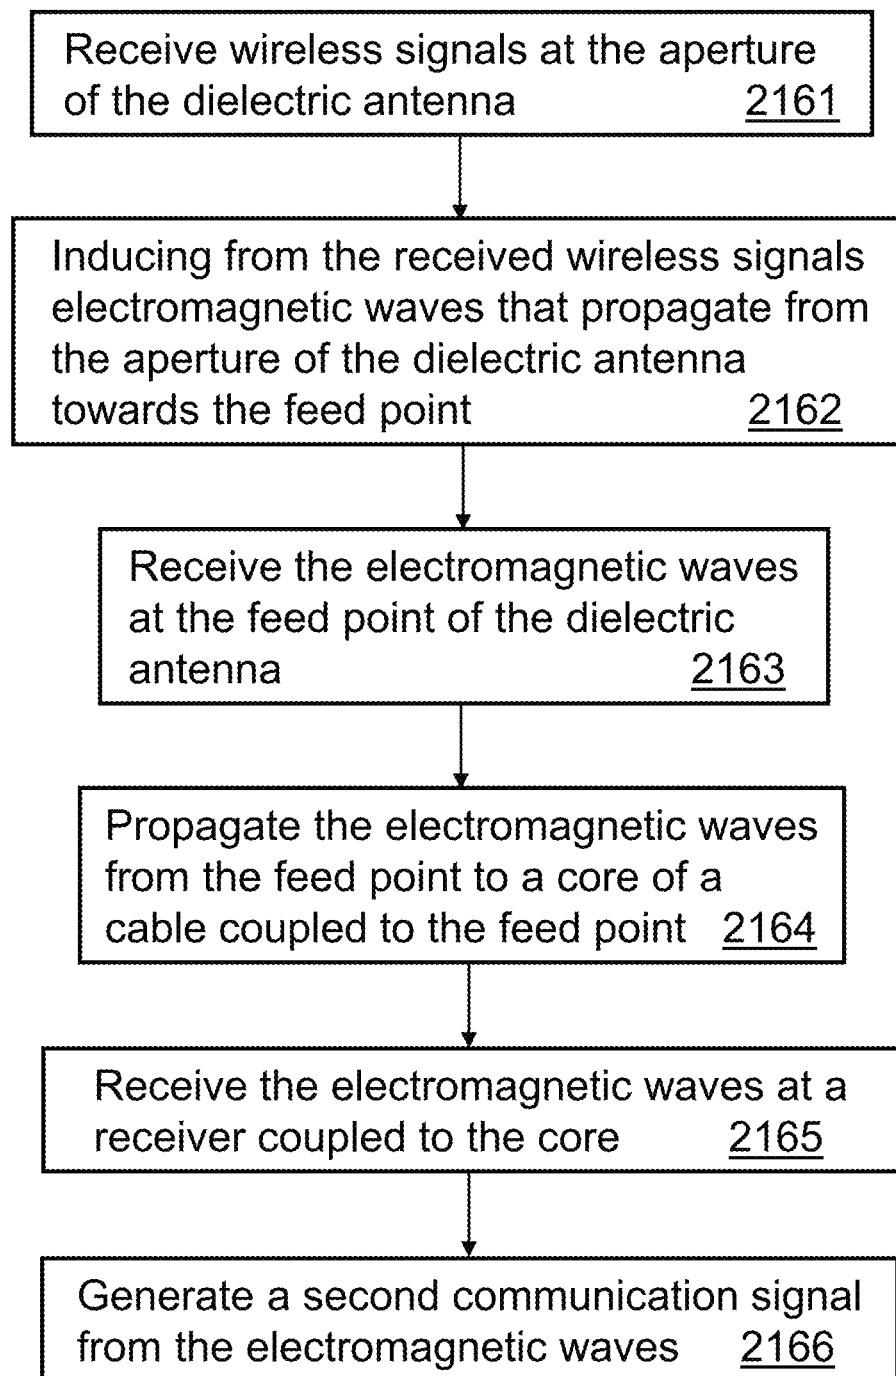 Receive wireless signals at the aperture
of the dielectric antenna 2161
Inducing from the received wireless signals
electromagnetic waves that propagate from
the aperture of the dielectric antenna
towards the feed point 2162
Receive the electromagnetic waves
at the feed point of the dielectric
antenna 2163
Propagate the electromagnetic waves
from the feed point to a core of a
cable coupled to the feed point 2164
Receive the electromagnetic waves at a
receiver coupled to the core 2165
Generate a second communication signal
from the electromagnetic waves 2166